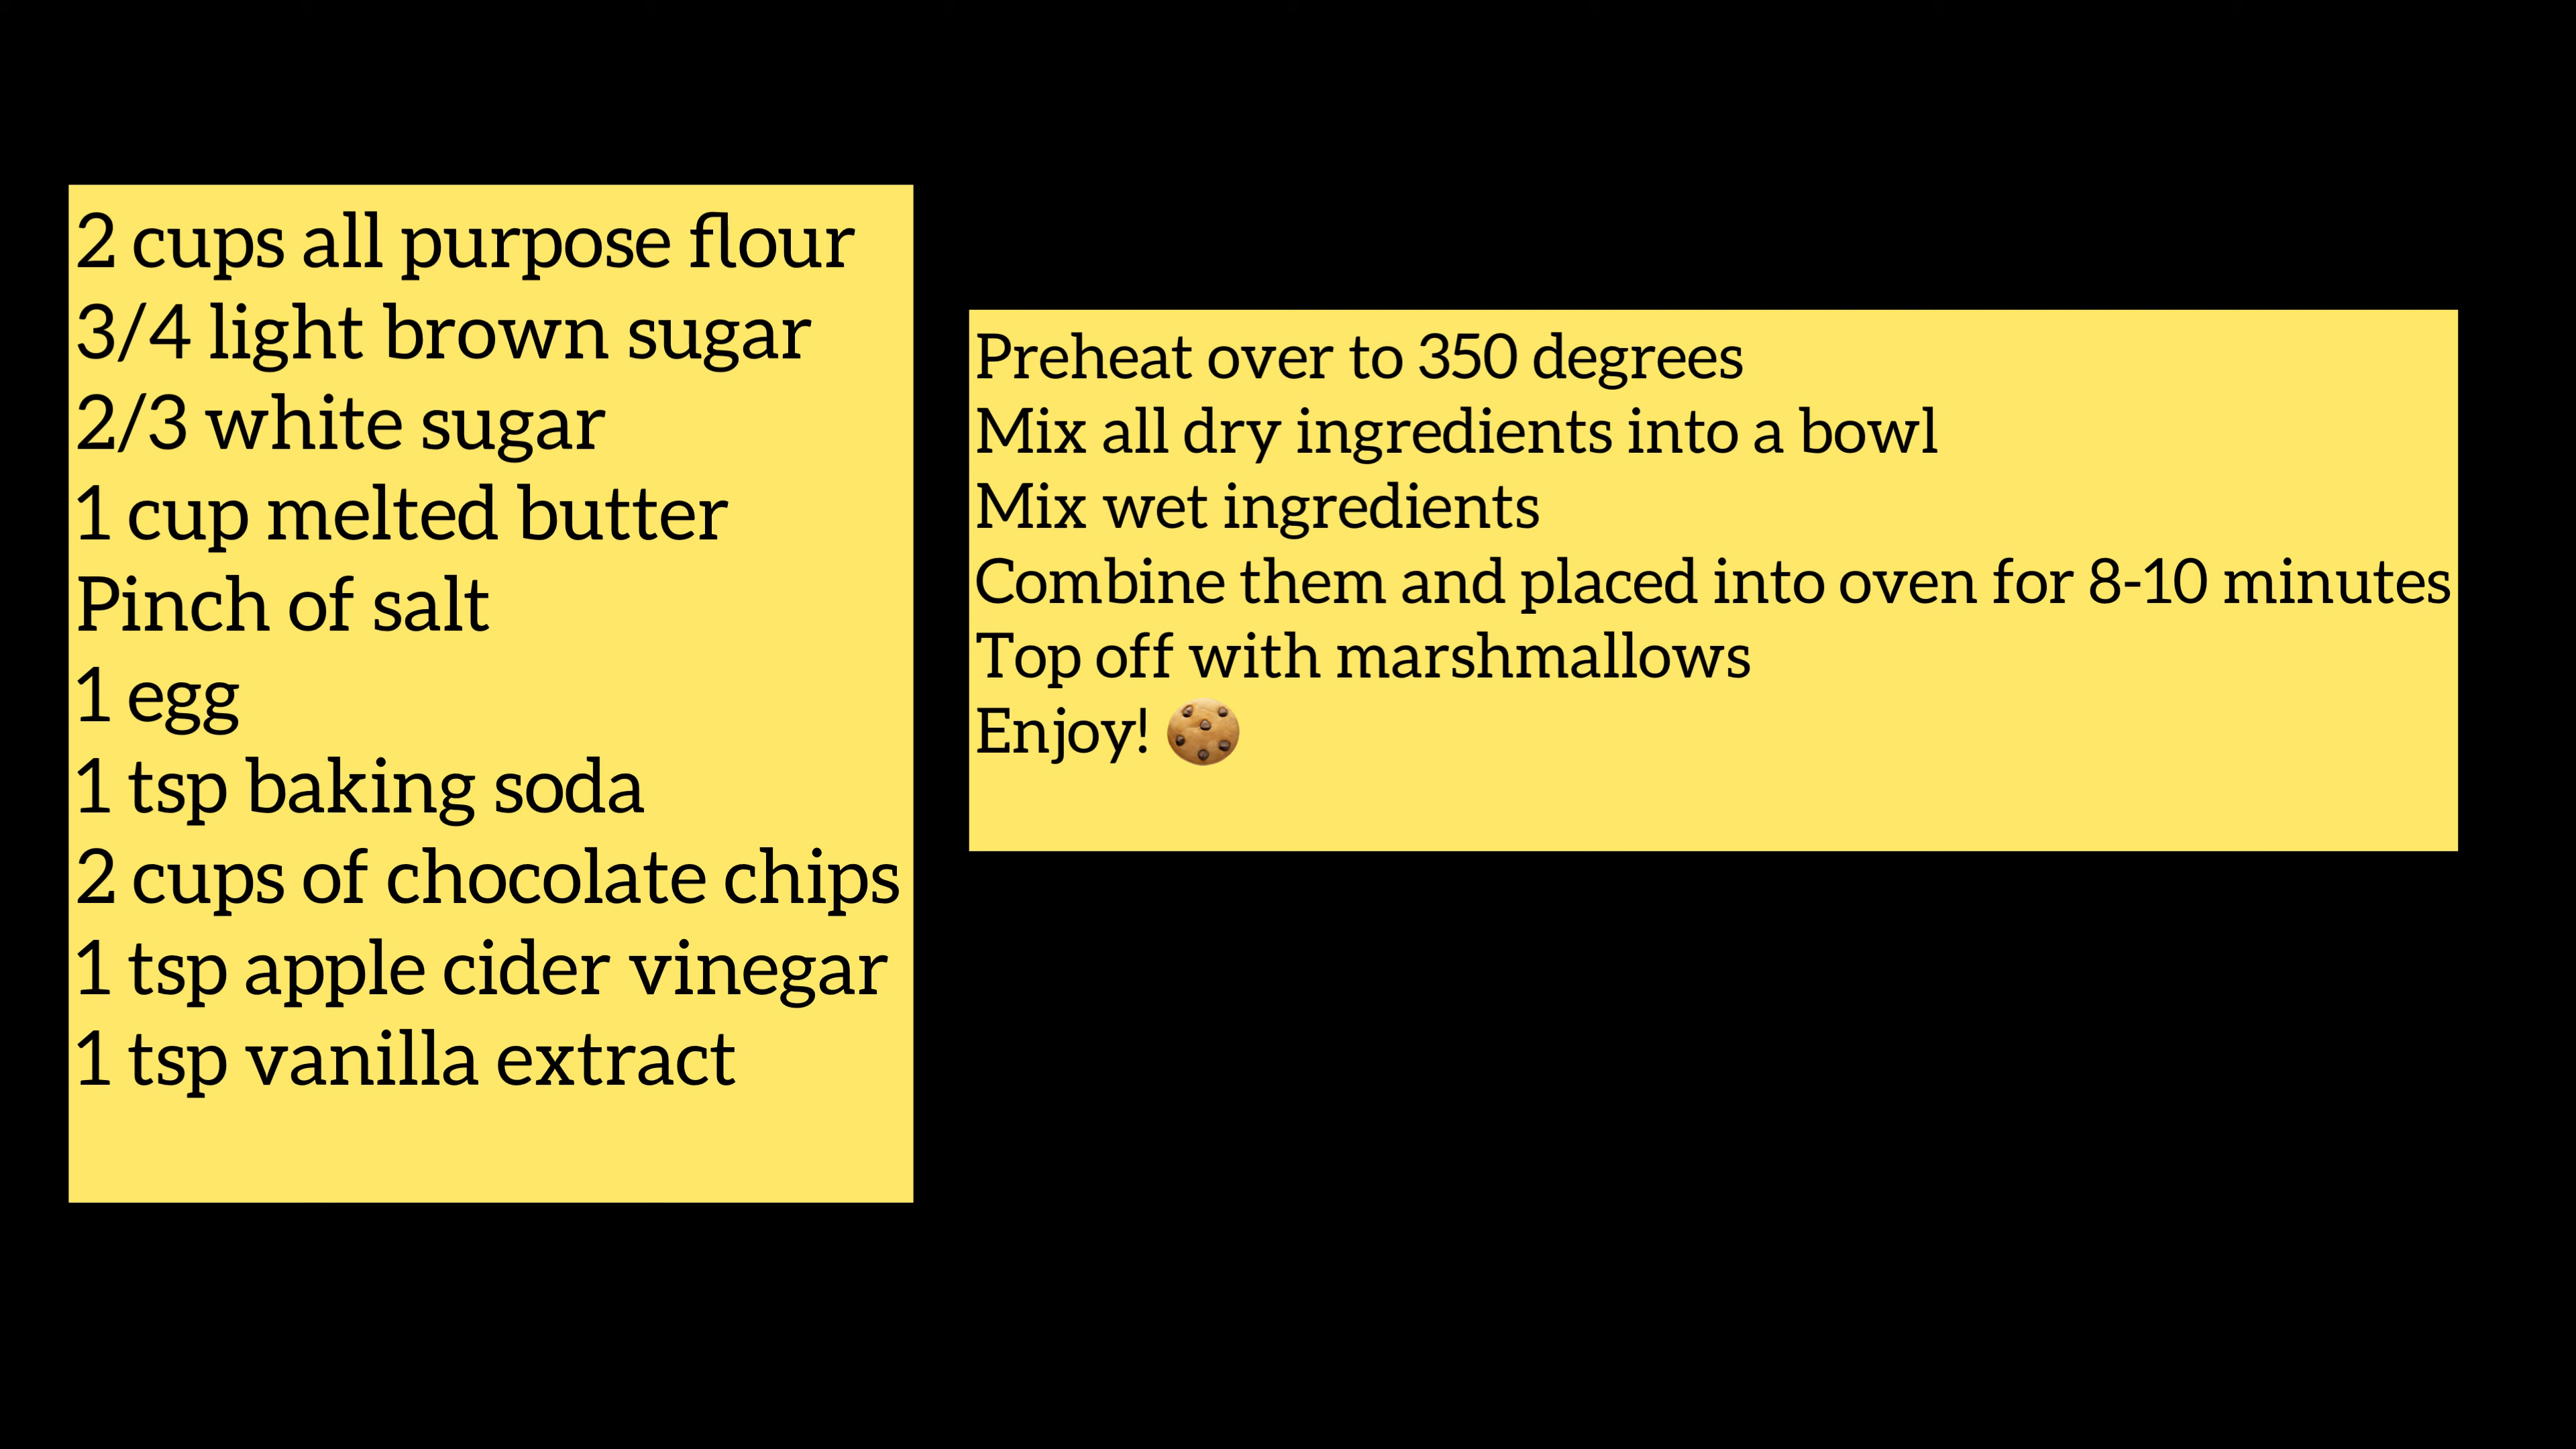 2 cups all purpose flour
3/4 light brown sugar
2/3 white sugar
1 cup melted butter
Pinch of salt
1 egg
1 tsp baking soda
2 cups of chocolate chips
1 tsp apple cider vinegar
1 tsp vanilla extract
Preheat over to 350 degrees
Mix all dry ingredients into a bowl
Mix wet ingredients
Combine them and placed into oven for 8-10 minutes
Top off with marshmallows
Enjoy! 🍪